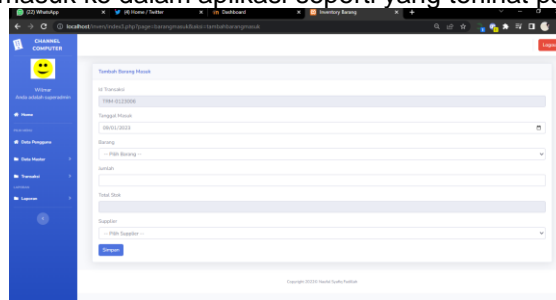 masuk ke dalam aplikasi seperti yang terlihat
(22) WhatsApp
(4) Home / Twitter
Dashboard
Inventory Barang
localhost/inven/index2.php?page=barangmasuk&aksi=tambahbarangmasuk
CHANNEL
COMPUTER
Logout
Tambah Barang Masuk
Id Transaksi
TRM-0123006
Wilmar
Anda adalah superadmin
Tanggal Masuk
09/01/2023
Home
Data Pengguna
Barang
-- Pilih Barang --
Data Master
Jumlah
Transaksi
Laporan
Total Stok
Supplier
-- Pilih Supplier --
Simpan